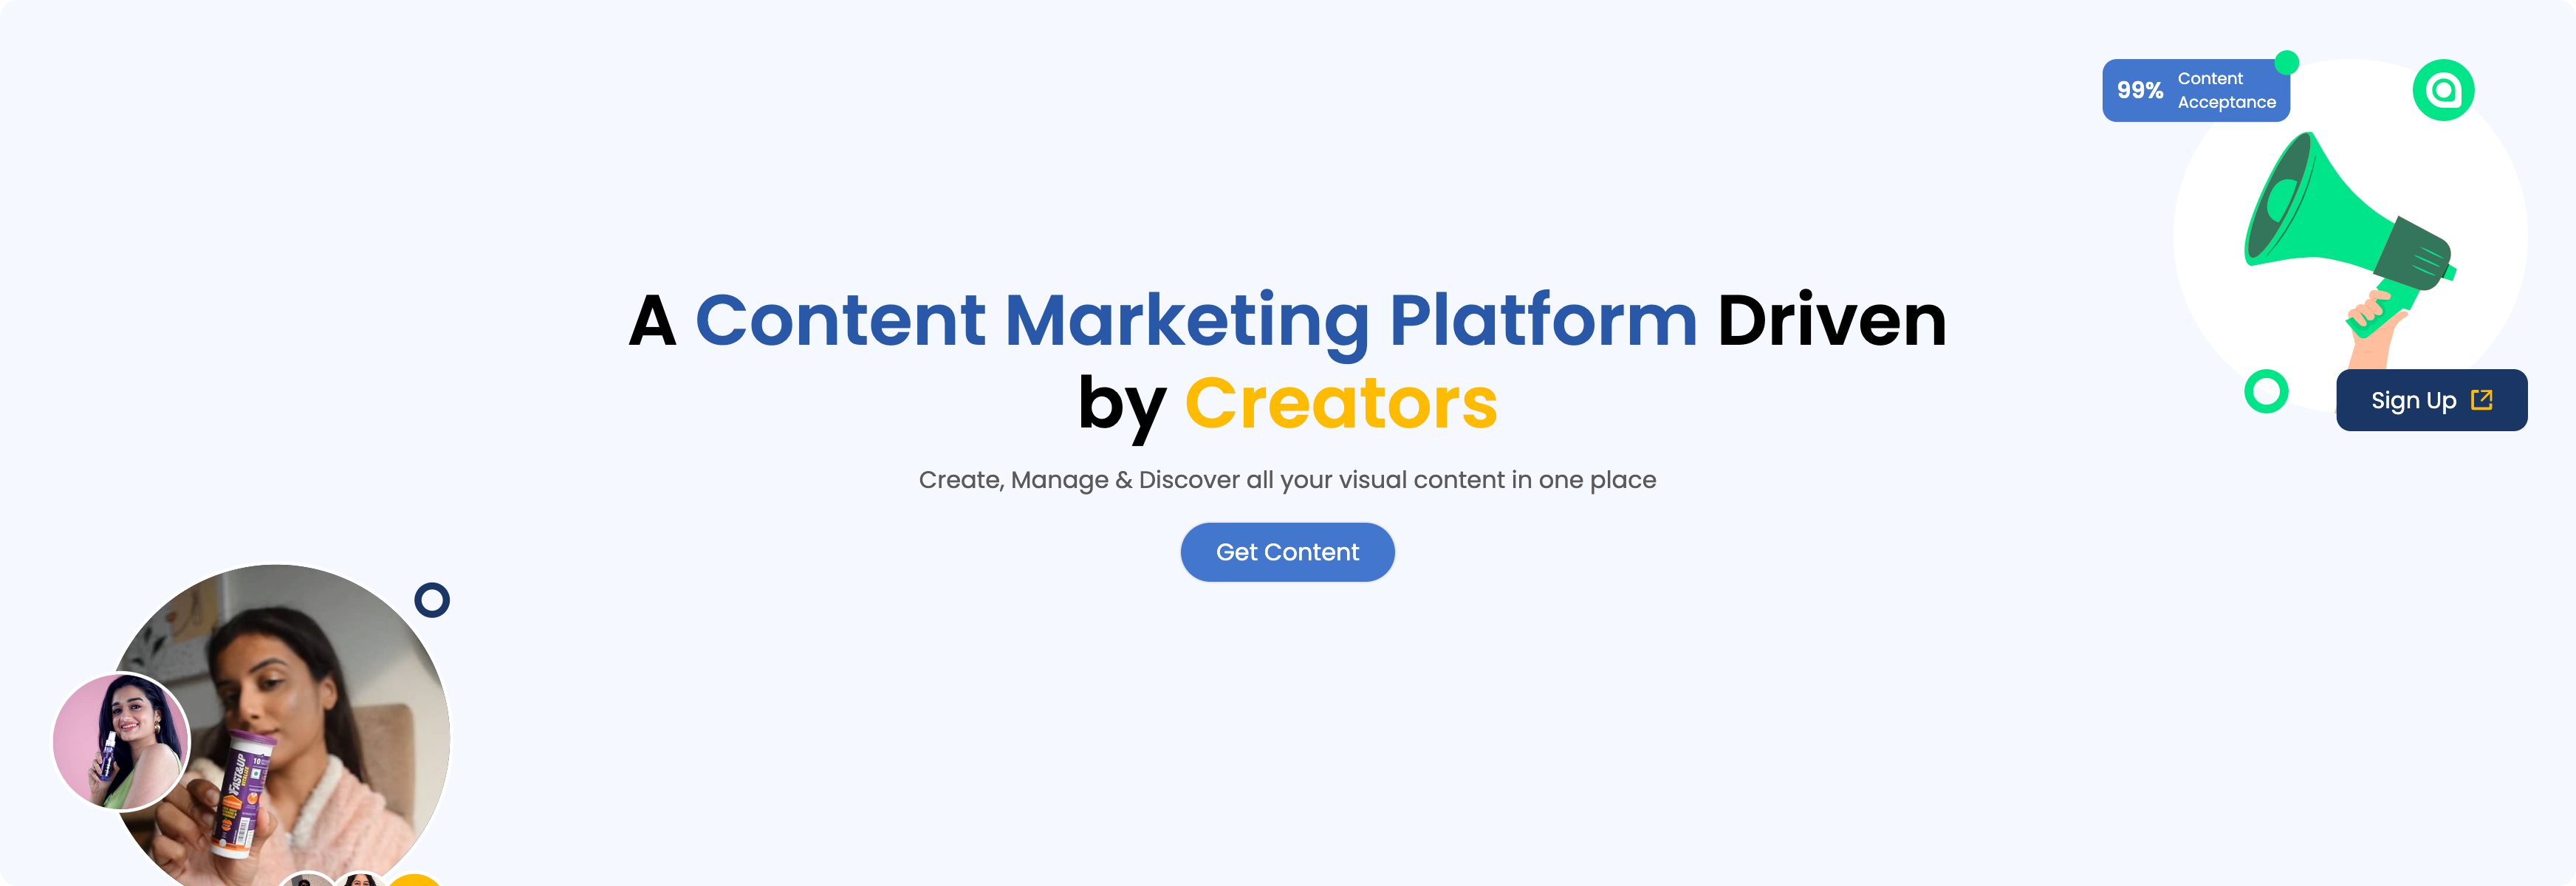 99% Content
Acceptance
A Content Marketing Platform Driven
by Creators
Sign Up
Create, Manage & Discover all your visual content in one place
Get Content
FAST&UP
10